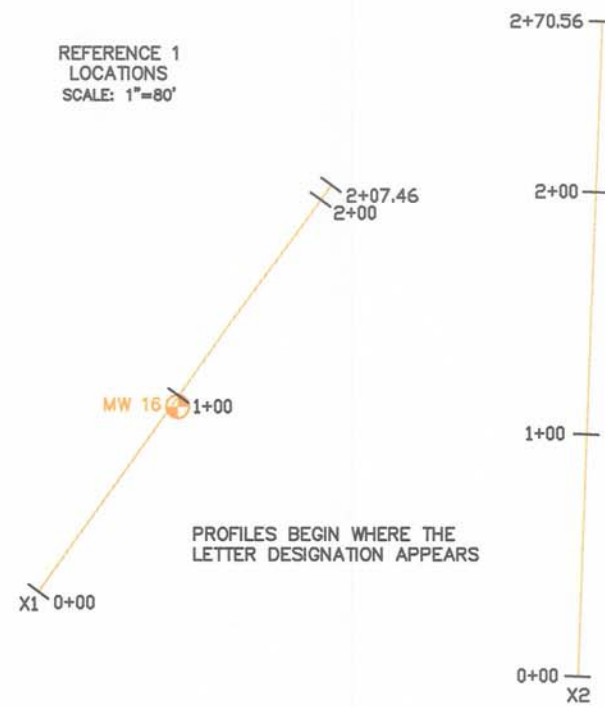 REFERENCE 1
LOCATIONS
SCALE: 1"=80'
2+70.56
2+07.46
2+00
2+00
MW 16
1+00
1+00
PROFILES BEGIN WHERE THE
LETTER DESIGNATION APPEARS
X1 0+00
0+00
X2